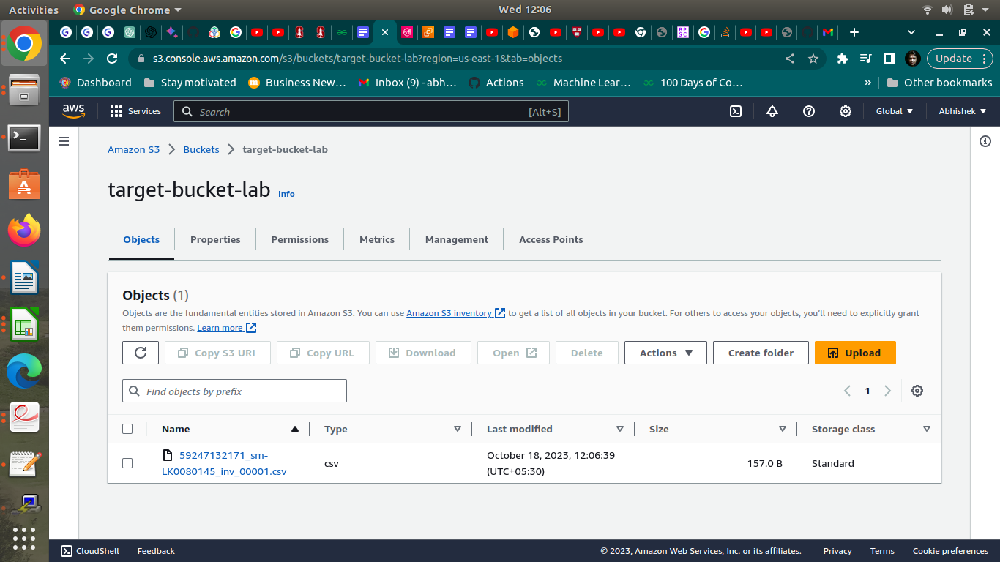 Activities
Google Chrome
Wed 12:06
BP
SC
s3.console.aws.amazon.com/s3/buckets/target-bucket-lab?region=us-east-1&tab=objects
Update
Dashboard
Stay motivated
Business New…
Inbox (9) - abh…
Actions
Machine Lear…
100 Days of Co…
»
Other bookmarks
aws
Services
Search
[Alt+S]
Global
Abhishek
Amazon S3
Buckets
target-bucket-lab
target-bucket-lab Info
Objects
Properties
Permissions
Metrics
Management
Access Points
Objects (1)
Objects are the fundamental entities stored in Amazon S3. You can use Amazon S3 inventory to get a list of all objects in your bucket. For others to access your objects, you'll need to explicitly grant
them permissions. Learn more
Copy S3 URI
Copy URL
Download
Open
Delete
Actions
Create folder
Upload
Find objects by prefix
1
Name
Type
Last modified
Size
Storage class
59247132171_sm-
LK0080145_inv_00001.csv
csv
October 18, 2023, 12:06:39
(UTC+05:30)
157.0 B
Standard
CloudShell
Feedback
© 2023, Amazon Web Services, Inc. or its affiliates.
Privacy
Terms
Cookie preferences